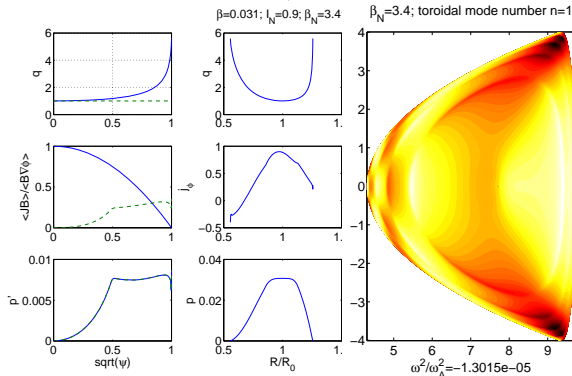 β=0.031; I_N=0.9; β_N=3.4
β_N=3.4; toroidal mode number n=1
q
6
4
2
0
0 0.5 1
q
6
4
2
0
0.5 1 1.
<JB>/<B∇ϕ>
1
0.5
0
0 0.5 1
j_ϕ
1
0.5
0
−0.5
0.5 1 1.
p'
0.01
0.005
0
0 0.5 1
sqrt(ψ)
p
0.04
0.02
0
0.5 1 1.
R/R_0
4
3
2
1
0
−1
−2
−3
−4
5 6 7 8 9
ω²/ω²_A=−1.3015e−05